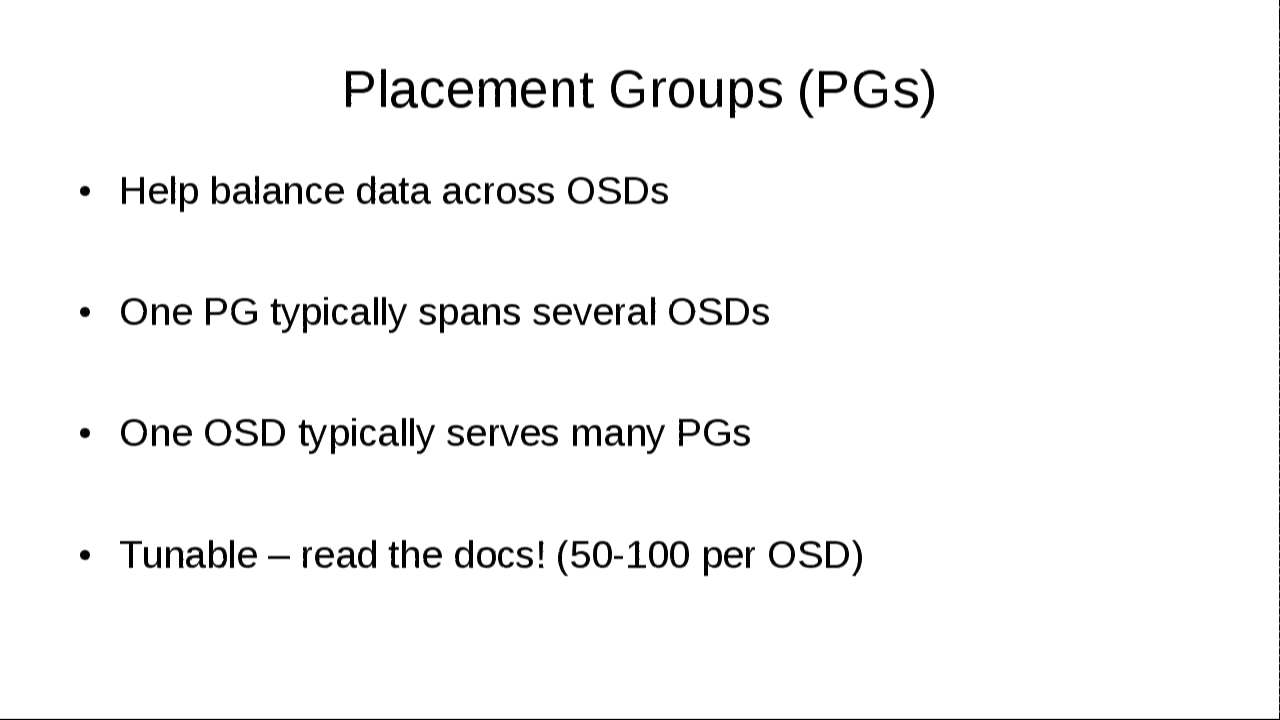 Placement Groups (PGs)
• Help balance data across OSDs
• One PG typically spans several OSDs
• One OSD typically serves many PGs
• Tunable – read the docs! (50-100 per OSD)